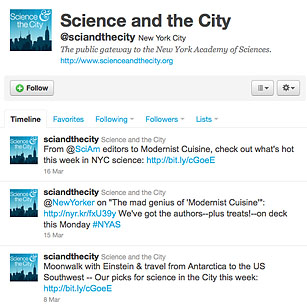 Science &
the City
Science and the City
@sciandthecity New York City
The public gateway to the New York Academy of Sciences.
http://www.scienceandthecity.org
Follow
Timeline Favorites Following Followers Lists
sciandthecity Science and the City
From @SciAm editors to Modernist Cuisine, check out what's hot
this week in NYC science: http://bit.ly/cGoeE
16 Mar
sciandthecity Science and the City
@NewYorker on "The mad genius of 'Modernist Cuisine'":
http://nyr.kr/fxU39y We've got the authors--plus treats!--on deck
this Monday #NYAS
15 Mar
sciandthecity Science and the City
Moonwalk with Einstein & travel from Antarctica to the US
Southwest -- Our picks for science in the City this week:
http://bit.ly/cGoeE
8 Mar